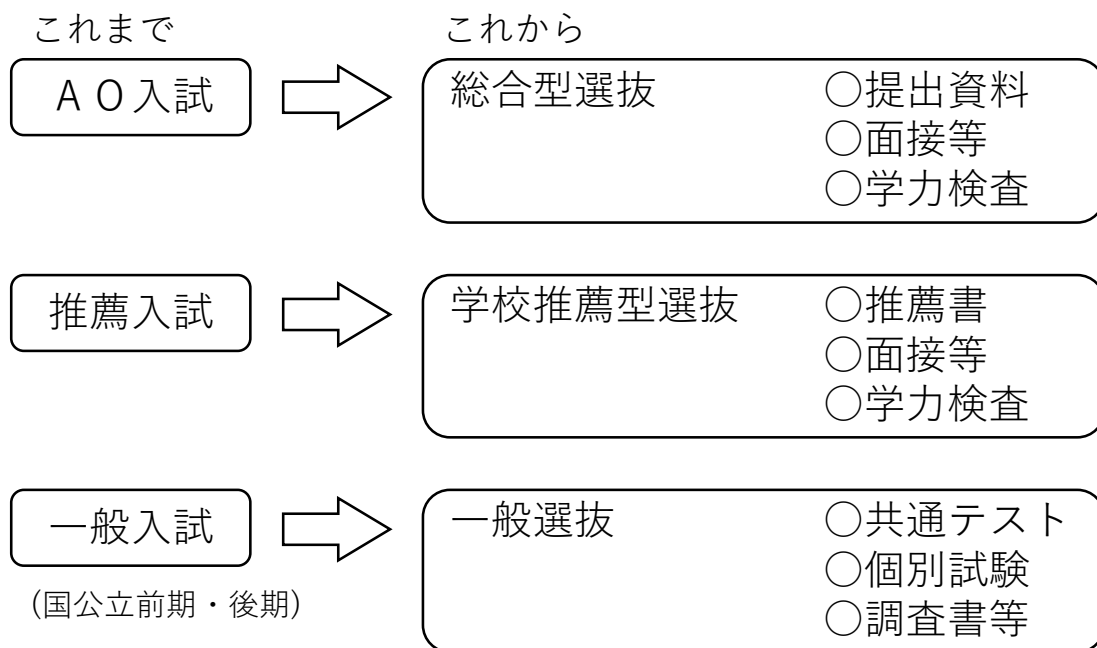 これまで
これから
ＡＯ入試
総合型選抜
○提出資料
○面接等
○学力検査
推薦入試
学校推薦型選抜
○推薦書
○面接等
○学力検査
一般入試
(国公立前期・後期)
一般選抜
○共通テスト
○個別試験
○調査書等